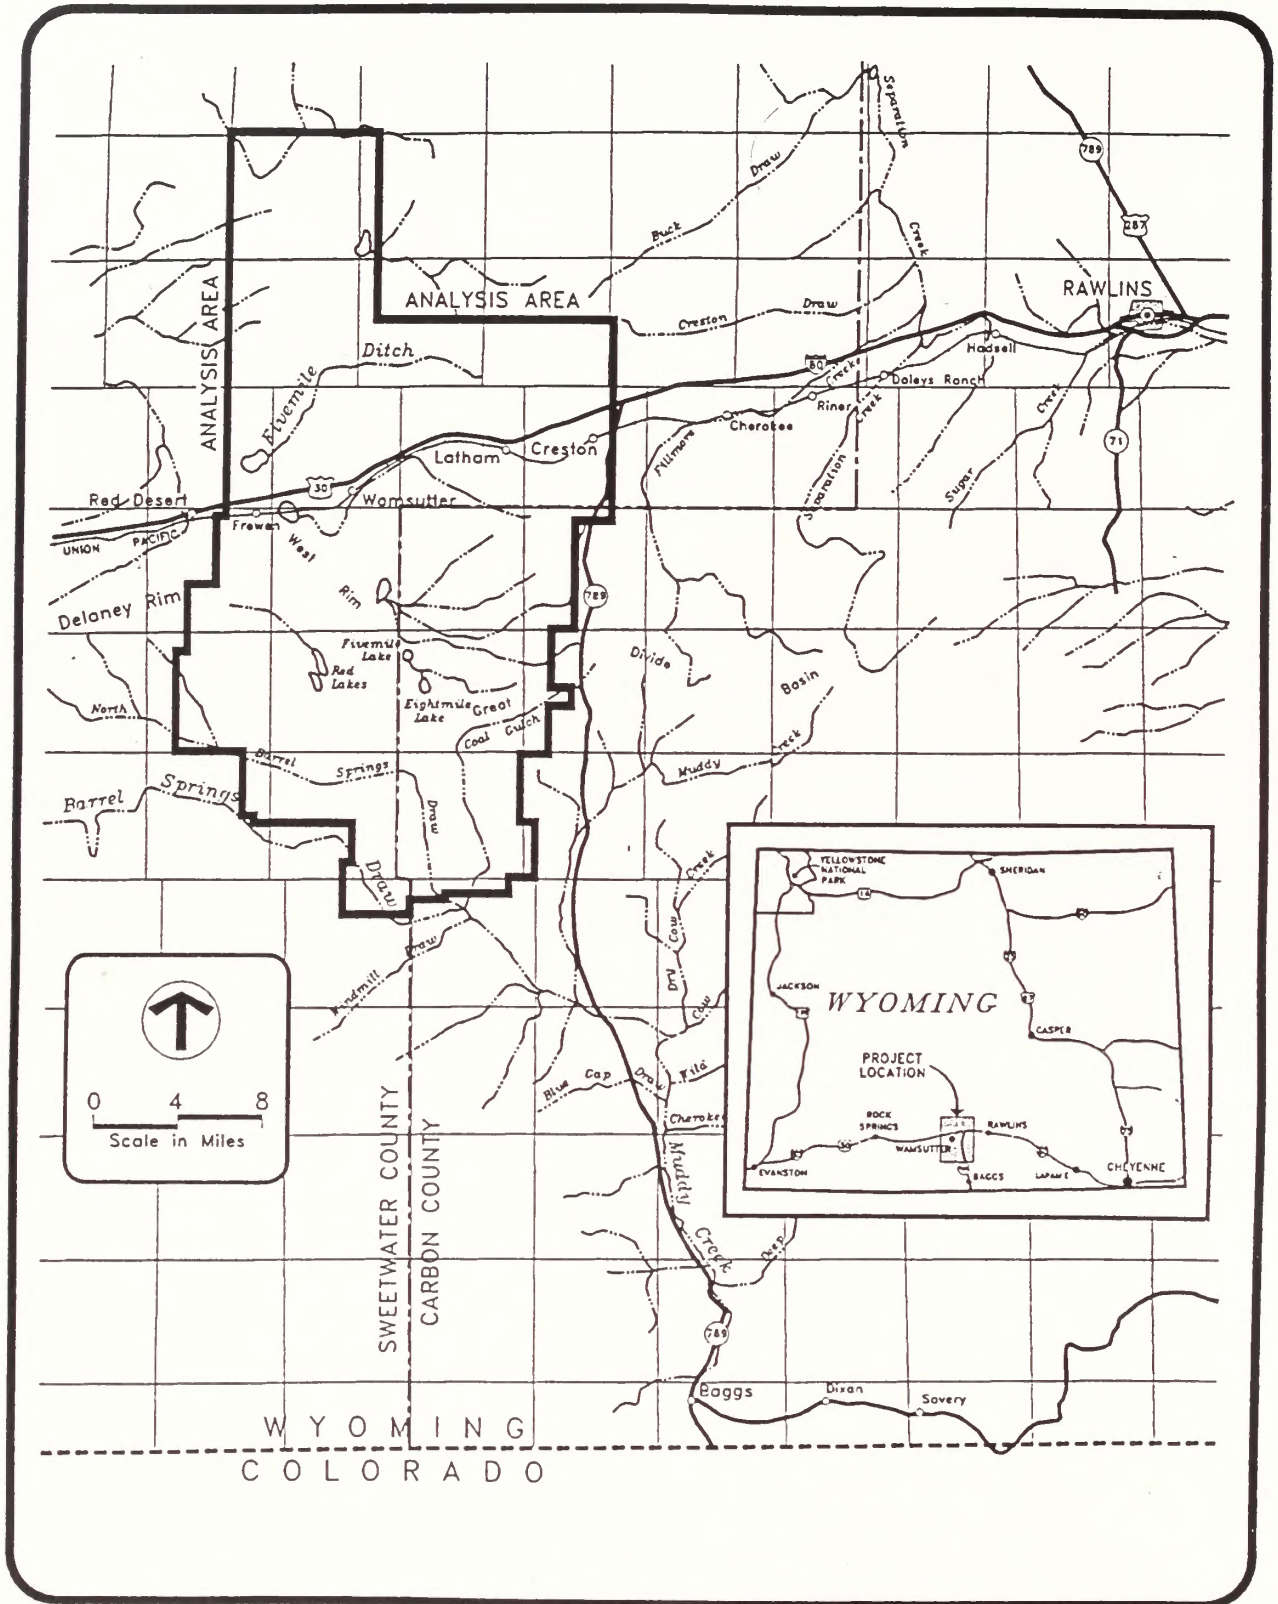 Separation
789
Draw
287
Buck
Creek
ANALYSIS AREA
RAWLINS
ANALYSIS AREA
Draw
Creston
Hadsell
Ditch
80
Creek
Daleys Ranch
Fivemile
Riner
Creek
Creek
Cherokee
71
Fillmore
Latham
Creston
Separation
Sugar
30
Red Desert
Wamsutter
Frewen
UNION PACIFIC
West
Rim
789
Delaney Rim
Fivemile
Lake
Divide
Red
Lakes
Basin
Eightmile
Lake
Great
North
Coal Gulch
Creek
Barrel
Springs
Muddy
Barrel
Springs
Draw
Creek
Draw
Cow
Draw
Windmill
Dry
Cow
0 4 8
Scale in Miles
Blue Gap Draw
Wild
Cherokee
SWEETWATER COUNTY
CARBON COUNTY
Muddy
Creek
Deep
789
Baggs
Dixon
Savery
WYOMING
COLORADO
YELLOWSTONE
NATIONAL
PARK
SHERIDAN
14
JACKSON
WYOMING
CASPER
PROJECT
LOCATION
ROCK
SPRINGS
RAWLINS
WAMSUTTER
EVANSTON
BAGGS
LARAMIE
CHEYENNE